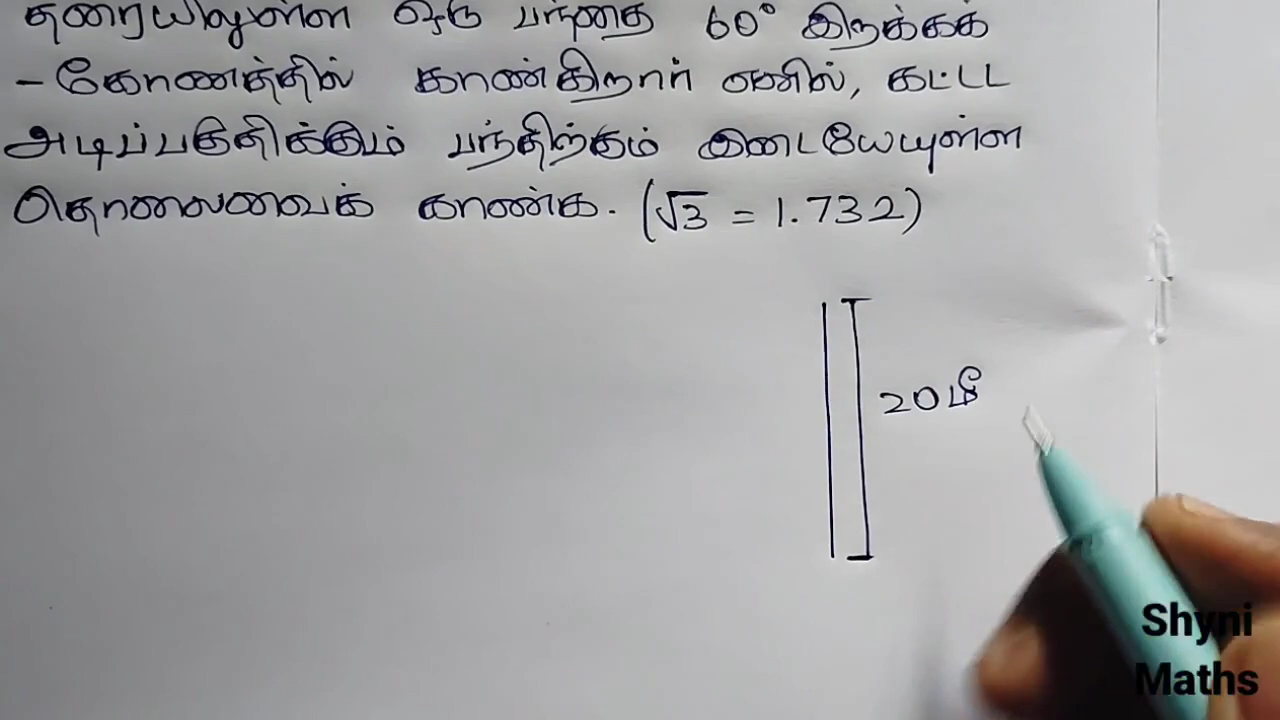 தரையிலுள்ள ஒரு பந்தை 60° இறக்கக்
-கோணத்தில் காண்கிறார் எனில், கட்டட
அடிப்பகுதிக்கும் பந்திற்கும் இடையேயுள்ள
தொலைவைக் காண்க. (√3 = 1.732)
20மீ
Shyni
Maths